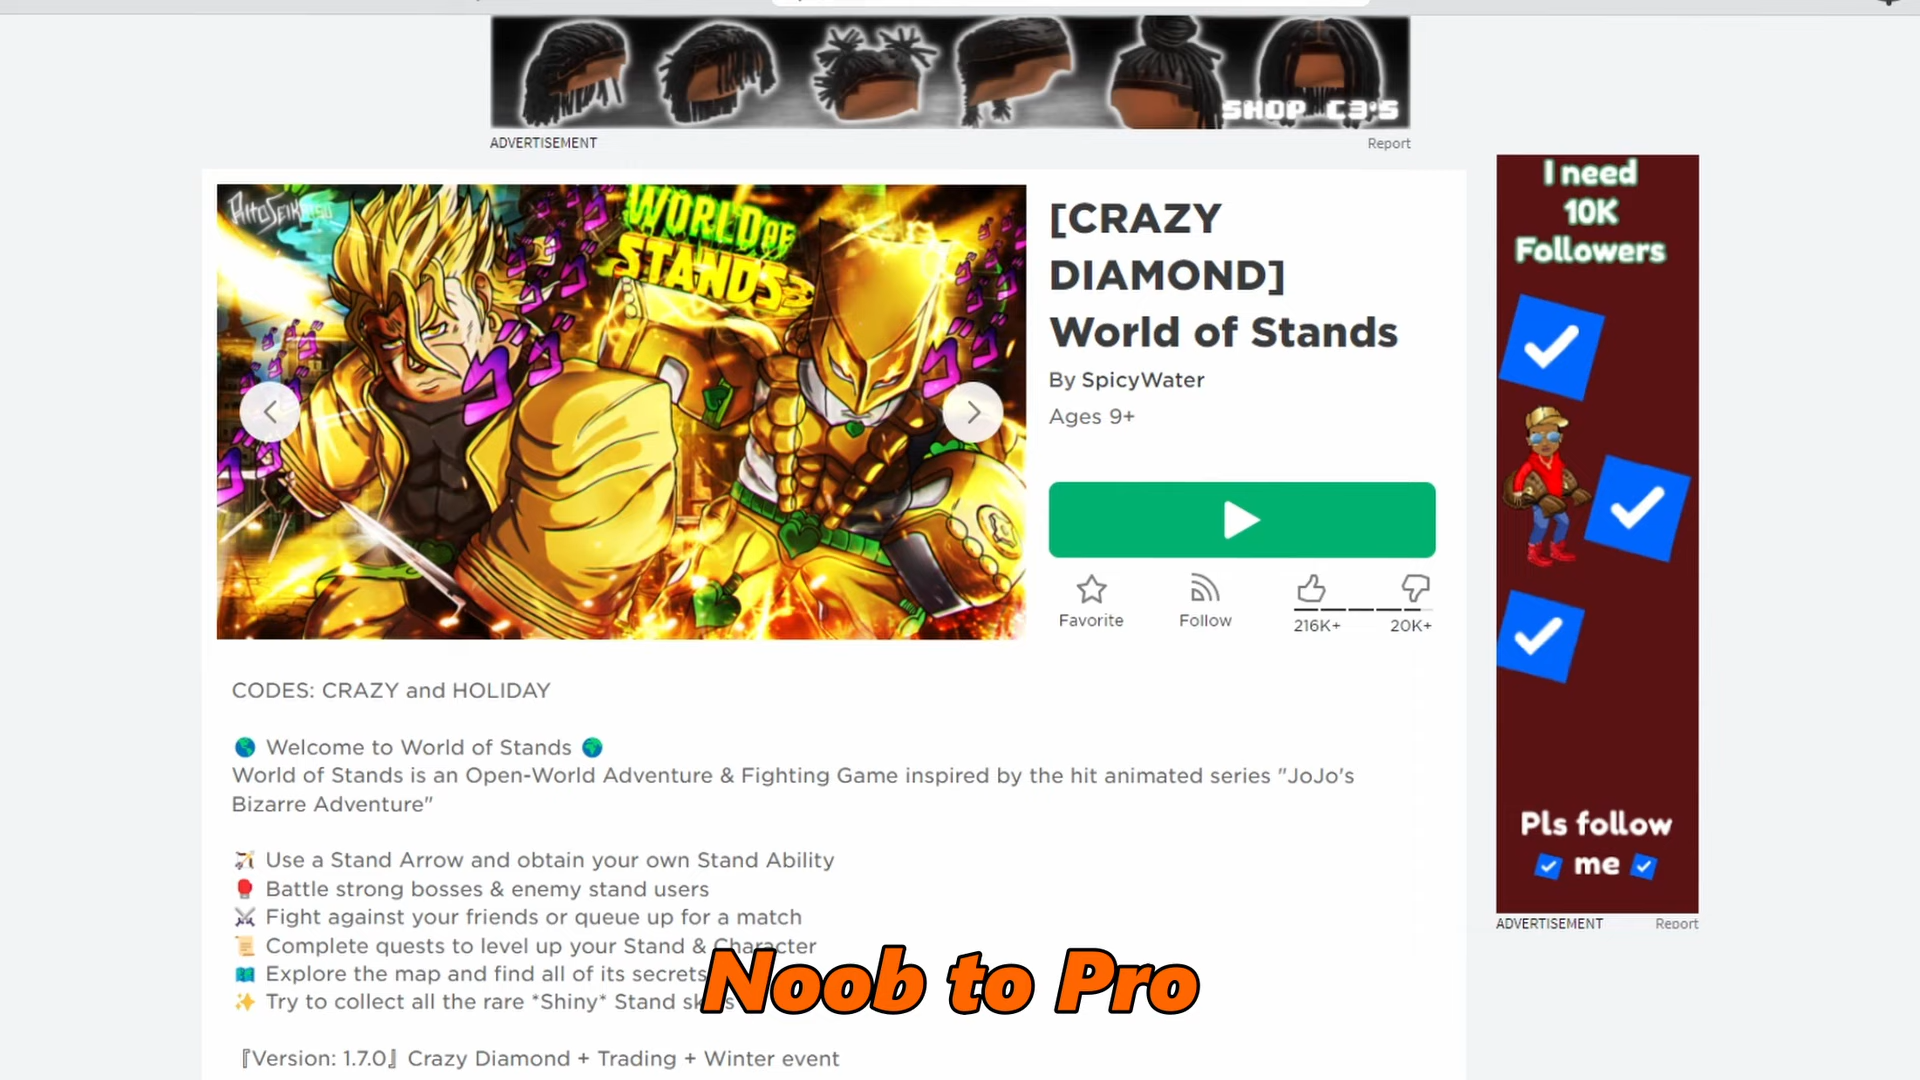 SHOP C3'S
ADVERTISEMENT
Report
WORLD OF
STANDS
[CRAZY
DIAMOND]
World of Stands
By SpicyWater
Ages 9+
Favorite
Follow
216K+
20K+
I need
10K
Followers
Pls follow
me
ADVERTISEMENT
Report
CODES: CRAZY and HOLIDAY
Welcome to World of Stands
World of Stands is an Open-World Adventure & Fighting Game inspired by the hit animated series "JoJo's
Bizarre Adventure"
Use a Stand Arrow and obtain your own Stand Ability
Battle strong bosses & enemy stand users
Fight against your friends or queue up for a match
Complete quests to level up your Stand & Character
Explore the map and find all of its secrets
Try to collect all the rare *Shiny* Stand
Noob to Pro
『Version: 1.7.0』 Crazy Diamond + Trading + Winter event